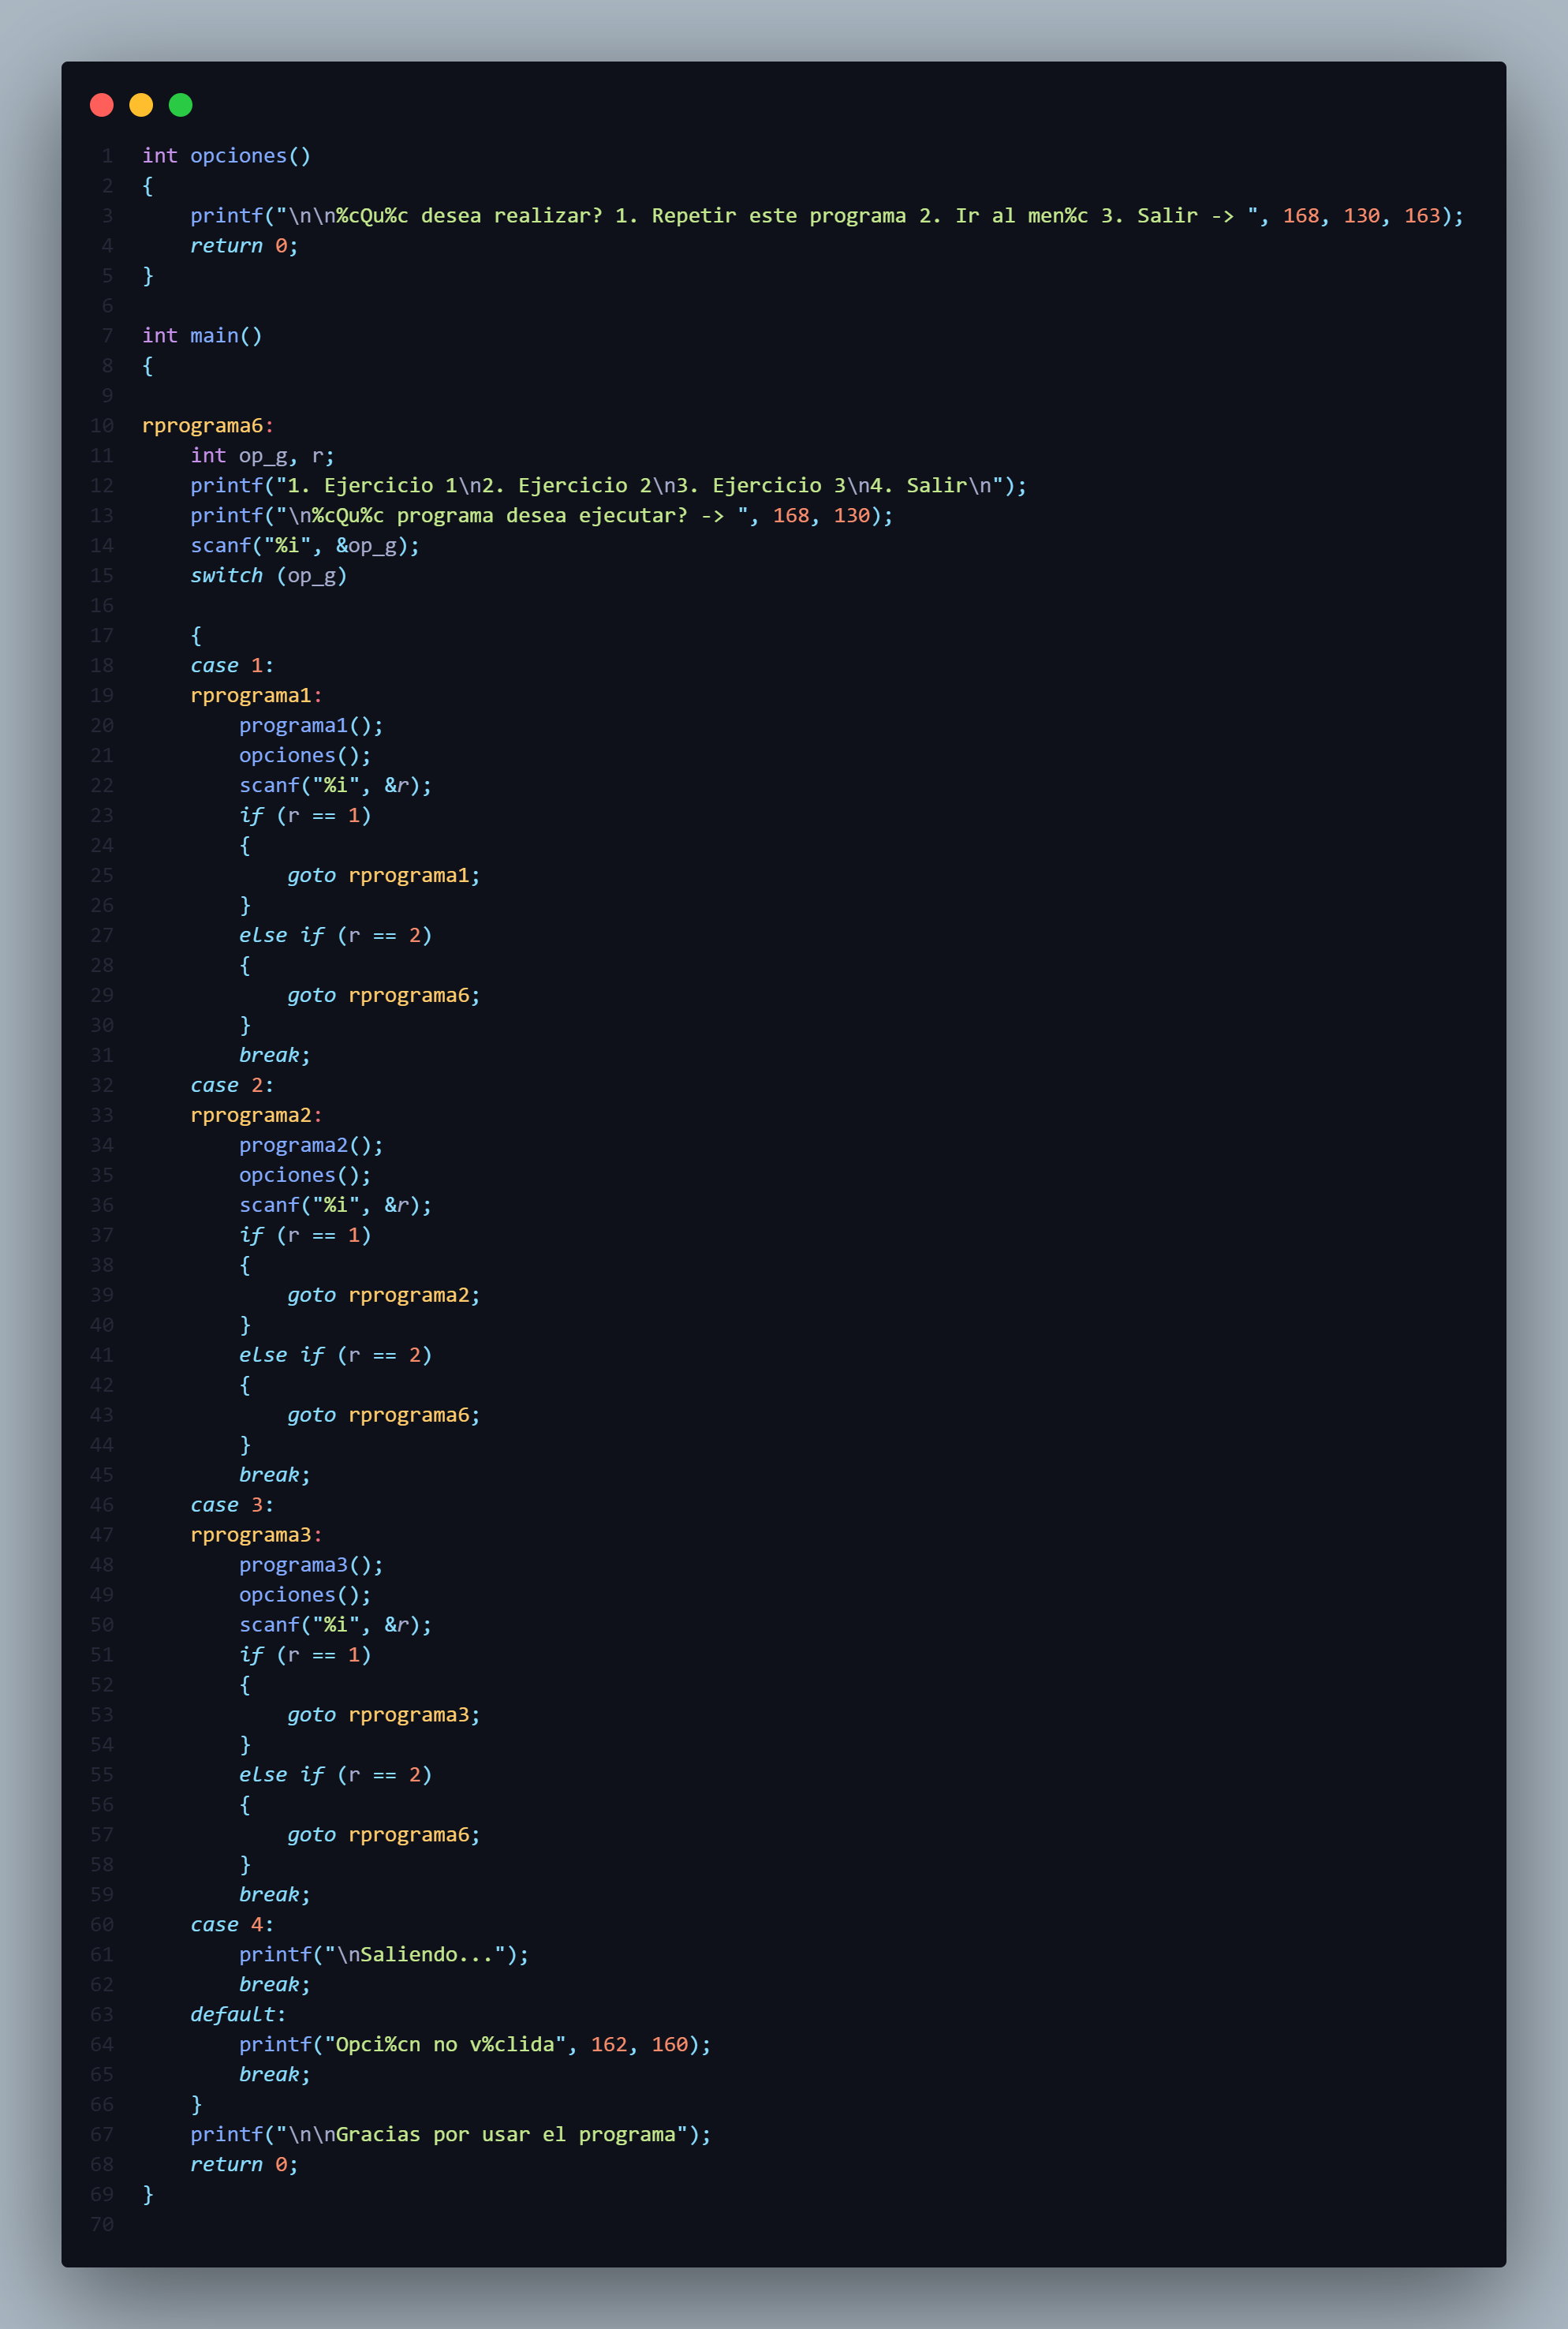 1 int opciones()
2 {
3     printf("\n\n%cQu%c desea realizar? 1. Repetir este programa 2. Ir al men%c 3. Salir -> ", 168, 130, 163);
4     return 0;
5 }
6
7 int main()
8 {
9
10 rprograma6:
11     int op_g, r;
12     printf("1. Ejercicio 1\n2. Ejercicio 2\n3. Ejercicio 3\n4. Salir\n");
13     printf("\n%cQu%c programa desea ejecutar? -> ", 168, 130);
14     scanf("%i", &op_g);
15     switch (op_g)
16
17     {
18     case 1:
19     rprograma1:
20         programa1();
21         opciones();
22         scanf("%i", &r);
23         if (r == 1)
24         {
25             goto rprograma1;
26         }
27         else if (r == 2)
28         {
29             goto rprograma6;
30         }
31         break;
32     case 2:
33     rprograma2:
34         programa2();
35         opciones();
36         scanf("%i", &r);
37         if (r == 1)
38         {
39             goto rprograma2;
40         }
41         else if (r == 2)
42         {
43             goto rprograma6;
44         }
45         break;
46     case 3:
47     rprograma3:
48         programa3();
49         opciones();
50         scanf("%i", &r);
51         if (r == 1)
52         {
53             goto rprograma3;
54         }
55         else if (r == 2)
56         {
57             goto rprograma6;
58         }
59         break;
60     case 4:
61         printf("\nSaliendo...");
62         break;
63     default:
64         printf("Opci%cn no v%clida", 162, 160);
65         break;
66     }
67     printf("\n\nGracias por usar el programa");
68     return 0;
69 }
70